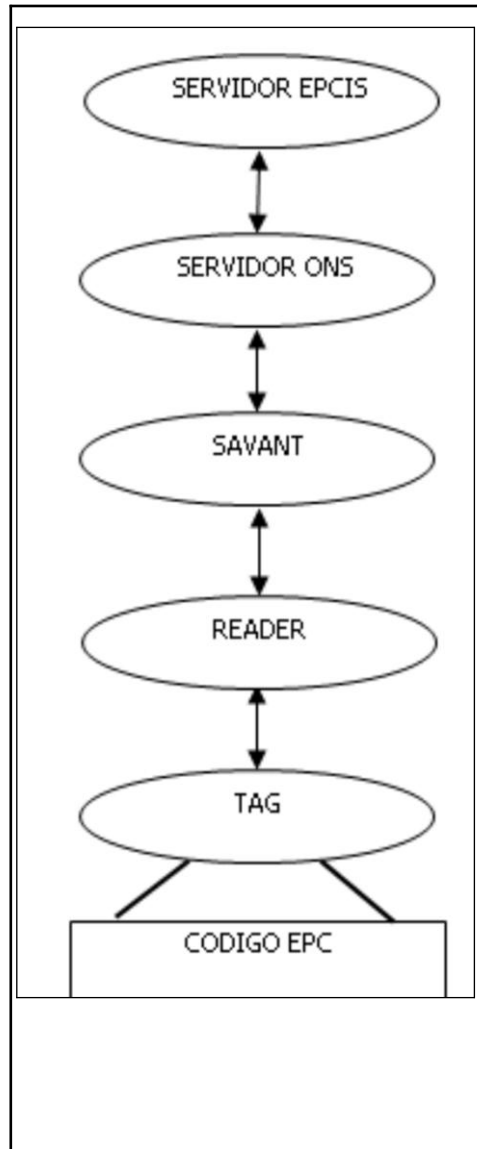 SERVIDOR EPCIS
SERVIDOR ONS
SAVANT
READER
TAG
CODIGO EPC